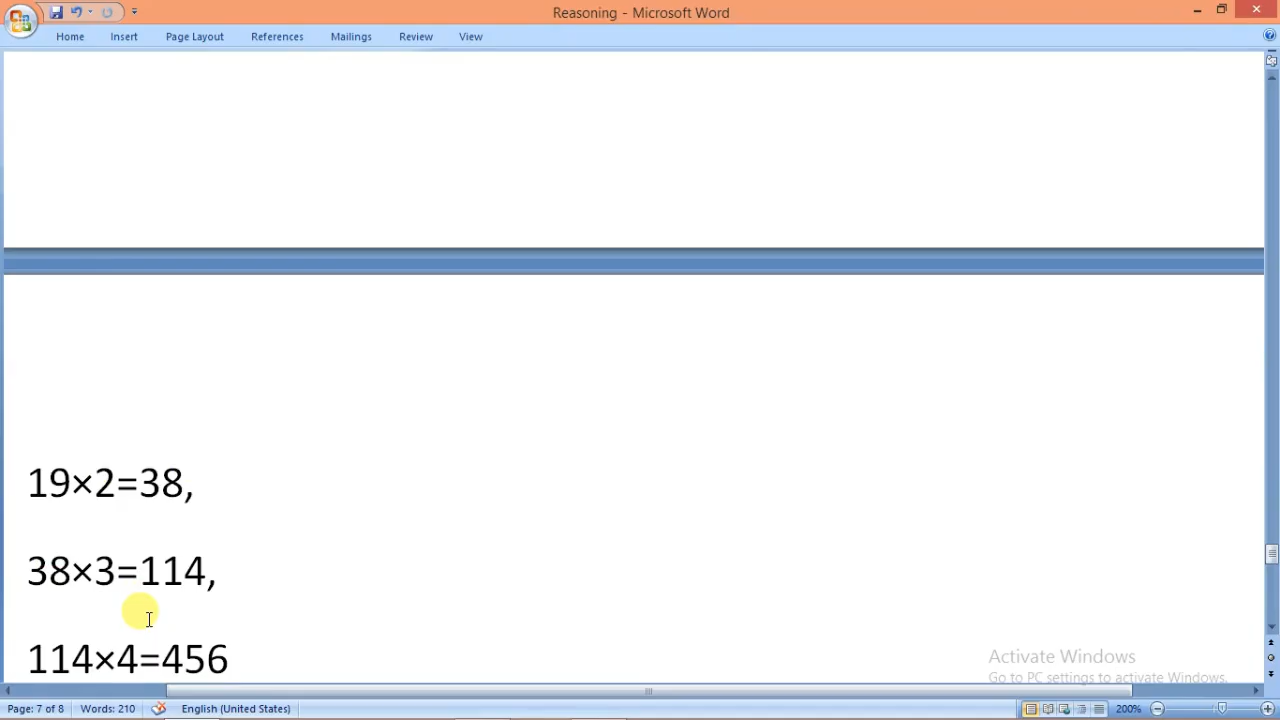 Reasoning - Microsoft Word
Home Insert Page Layout References Mailings Review View
19×2=38,
38×3=114,
114×4=456
Activate Windows
Go to PC settings to activate Windows.
Page: 7 of 8 Words: 210 English (United States) 200%